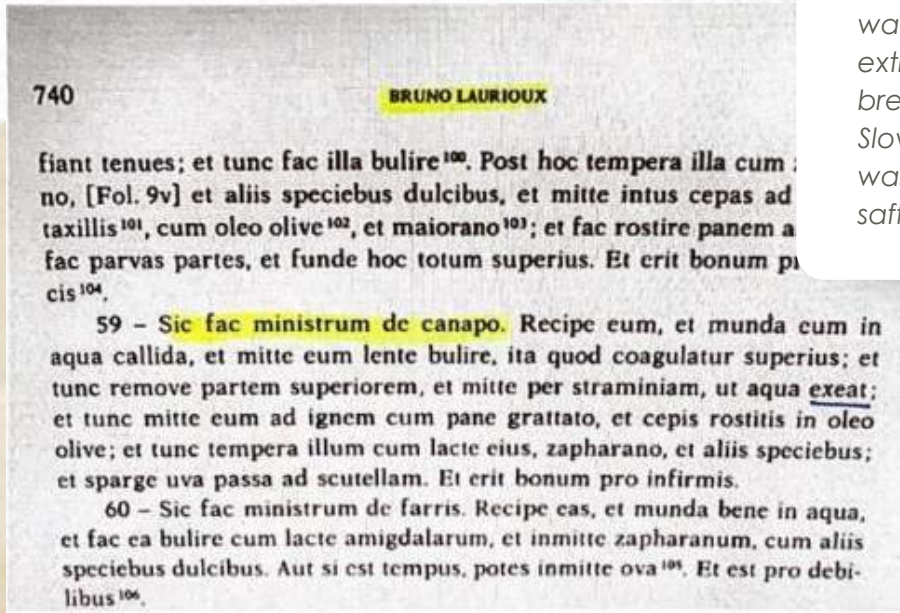 740
BRUNO LAURIOUX
fiant tenues; et tunc fac illa bulire¹⁰⁰. Post hoc tempera illa cum
no, [Fol. 9v] et aliis speciebus dulcibus, et mitte intus cepas ad
taxillis¹⁰¹, cum oleo olive¹⁰², et maiorano¹⁰³; et fac rostire panem a
fac parvas partes, et funde hoc totum superius. Et erit bonum
cis¹⁰⁴.
59 – Sic fac ministrum de canapo. Recipe eum, et munda eum in
aqua callida, et mitte eum lente bulire, ita quod coagulatur superius; et
tunc remove partem superiorem, et mitte per straminiam, ut aqua exeat;
et tunc mitte eum ad ignem cum pane grattato, et cepis rostitis in oleo
olive; et tunc tempera illum cum lacte eius, zapharano, et aliis speciebus;
et sparge uva passa ad scutellam. Et erit bonum pro infirmis.
60 – Sic fac ministrum de farris. Recipe eas, et munda bene in aqua,
et fac ea bulire cum lacte amigdalarum, et inmitte zapharanum, cum aliis
speciebus dulcibus. Aut si est tempus, potes inmitte ova¹⁰⁵. Et est pro debi-
libus¹⁰⁶.
wa
extr
bre
Slov
wa
saff